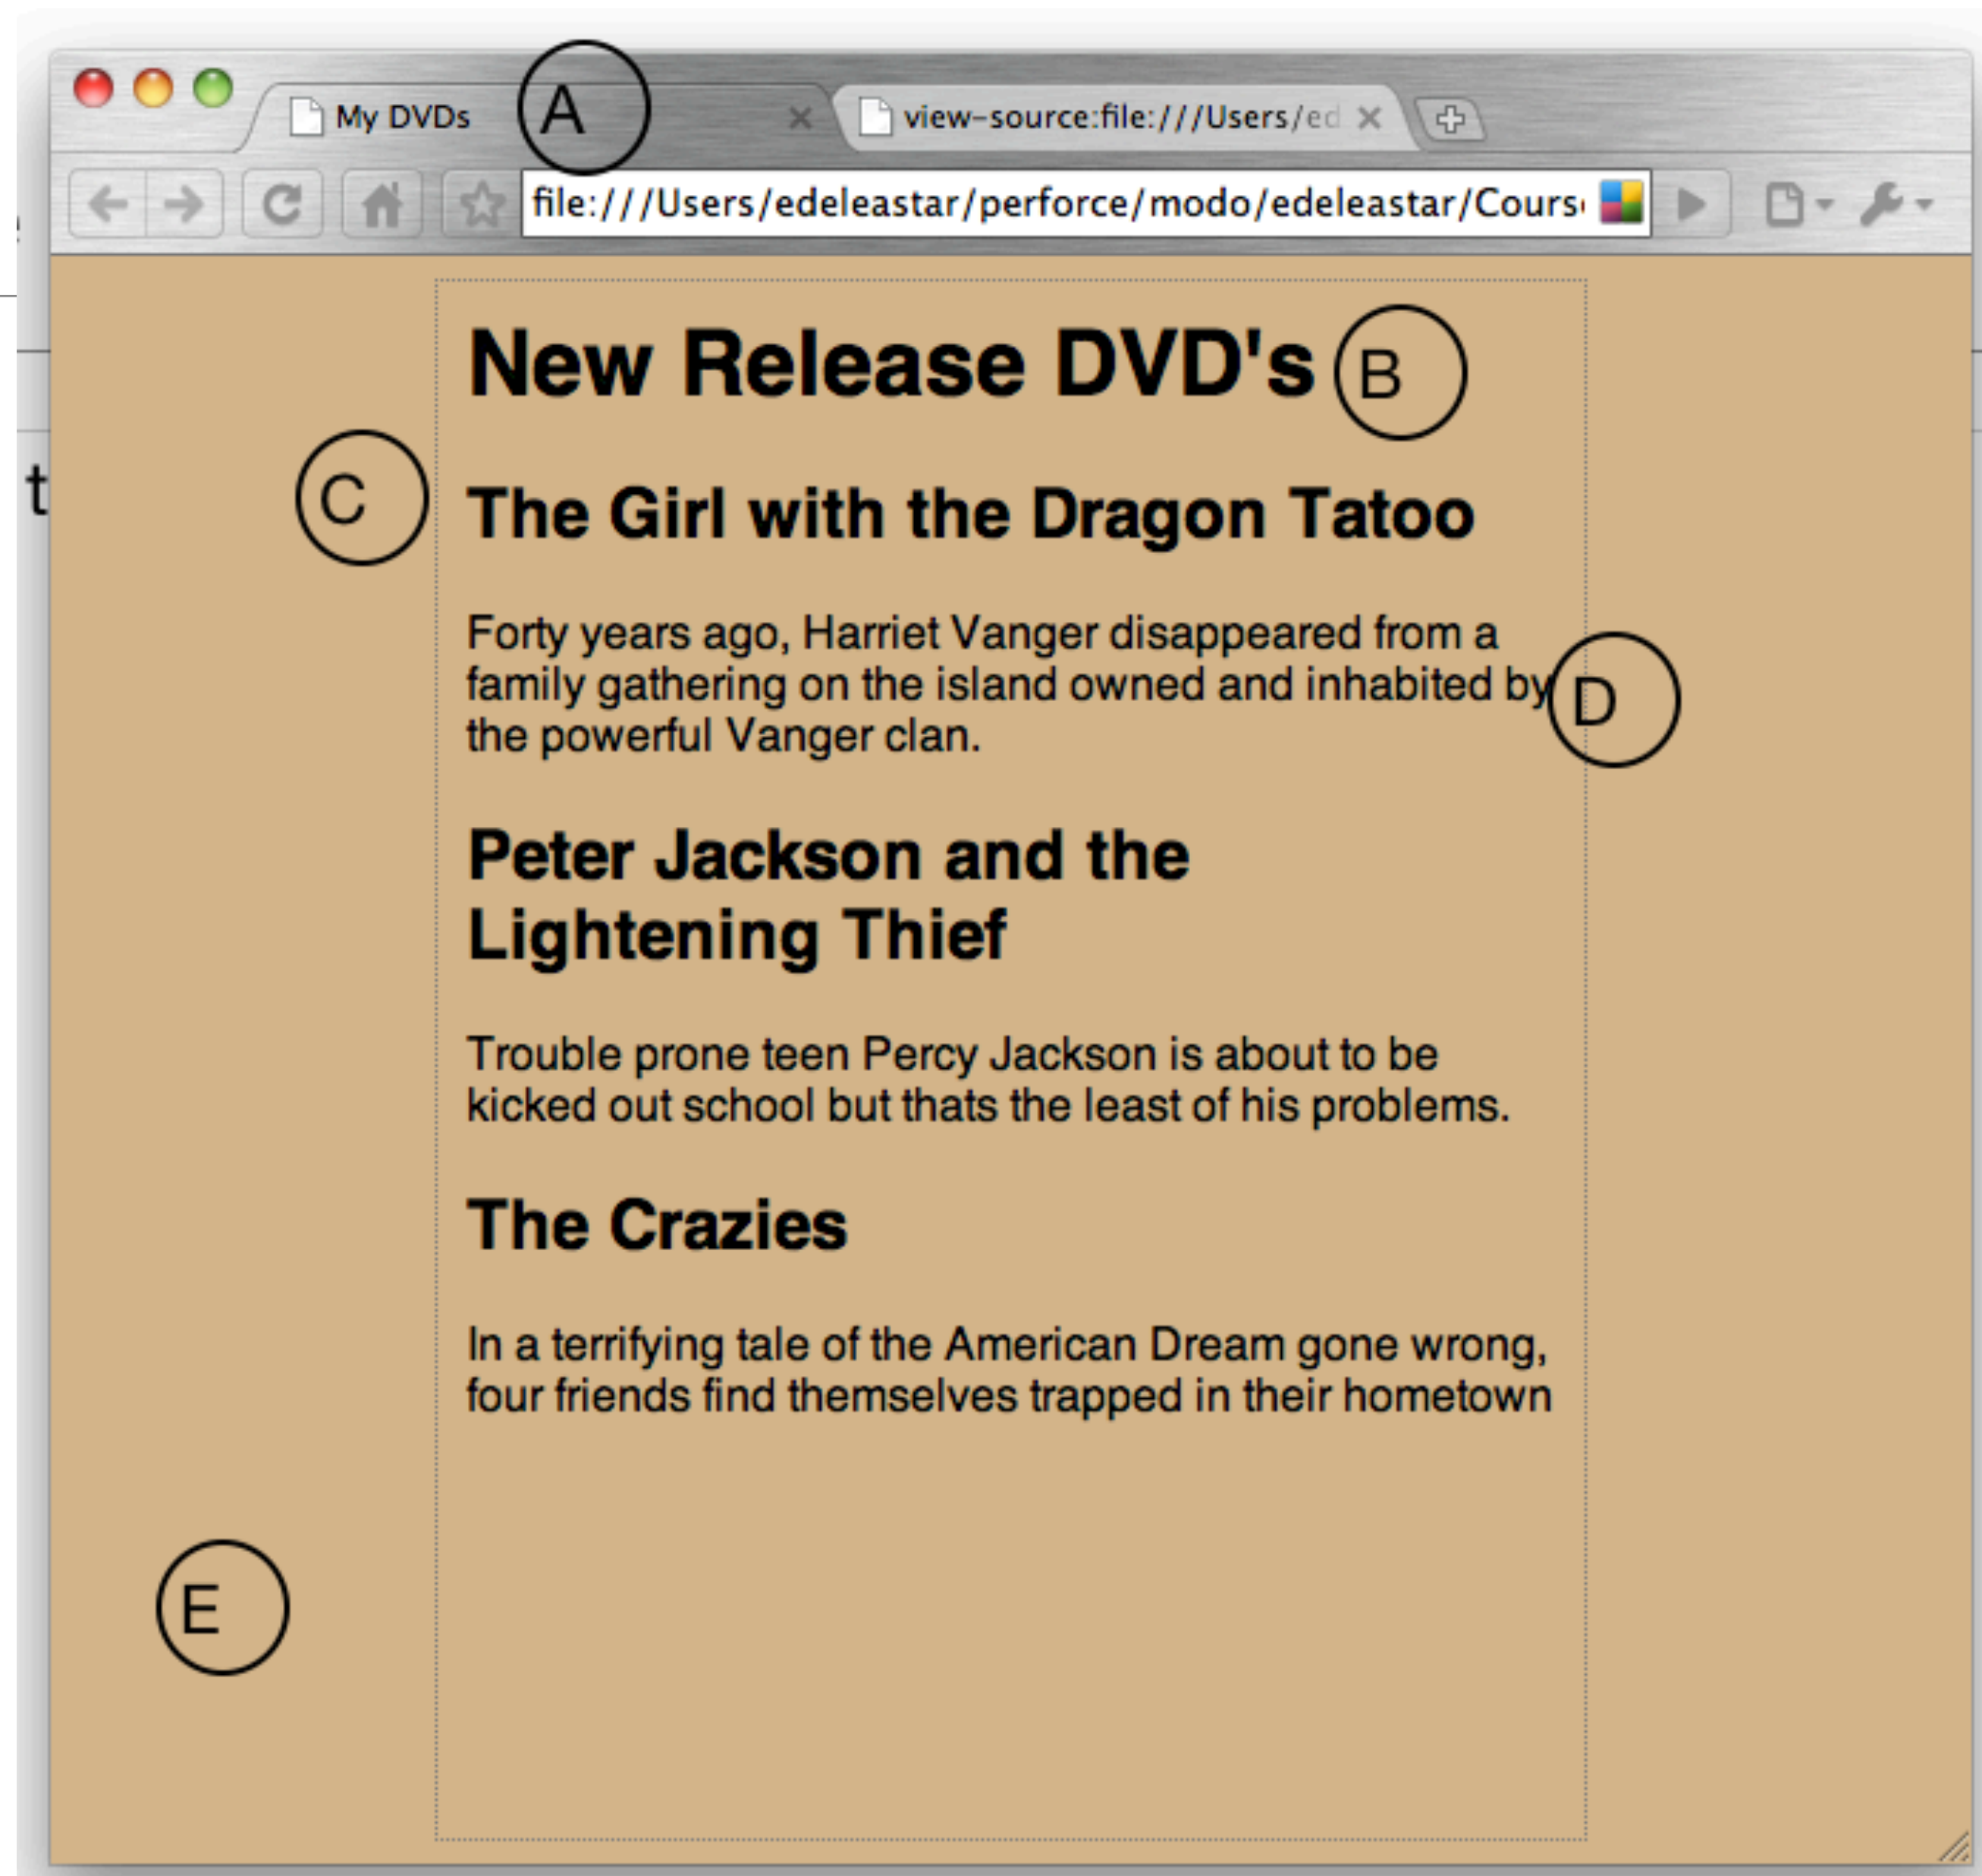 My DVDs
A
view-source:file:///Users/ed
file:///Users/edeleastar/perforce/modo/edeleastar/Cours
New Release DVD's
B
C
The Girl with the Dragon Tatoo
Forty years ago, Harriet Vanger disappeared from a
family gathering on the island owned and inhabited by
D
the powerful Vanger clan.
Peter Jackson and the
Lightening Thief
Trouble prone teen Percy Jackson is about to be
kicked out school but thats the least of his problems.
The Crazies
In a terrifying tale of the American Dream gone wrong,
four friends find themselves trapped in their hometown
E
t